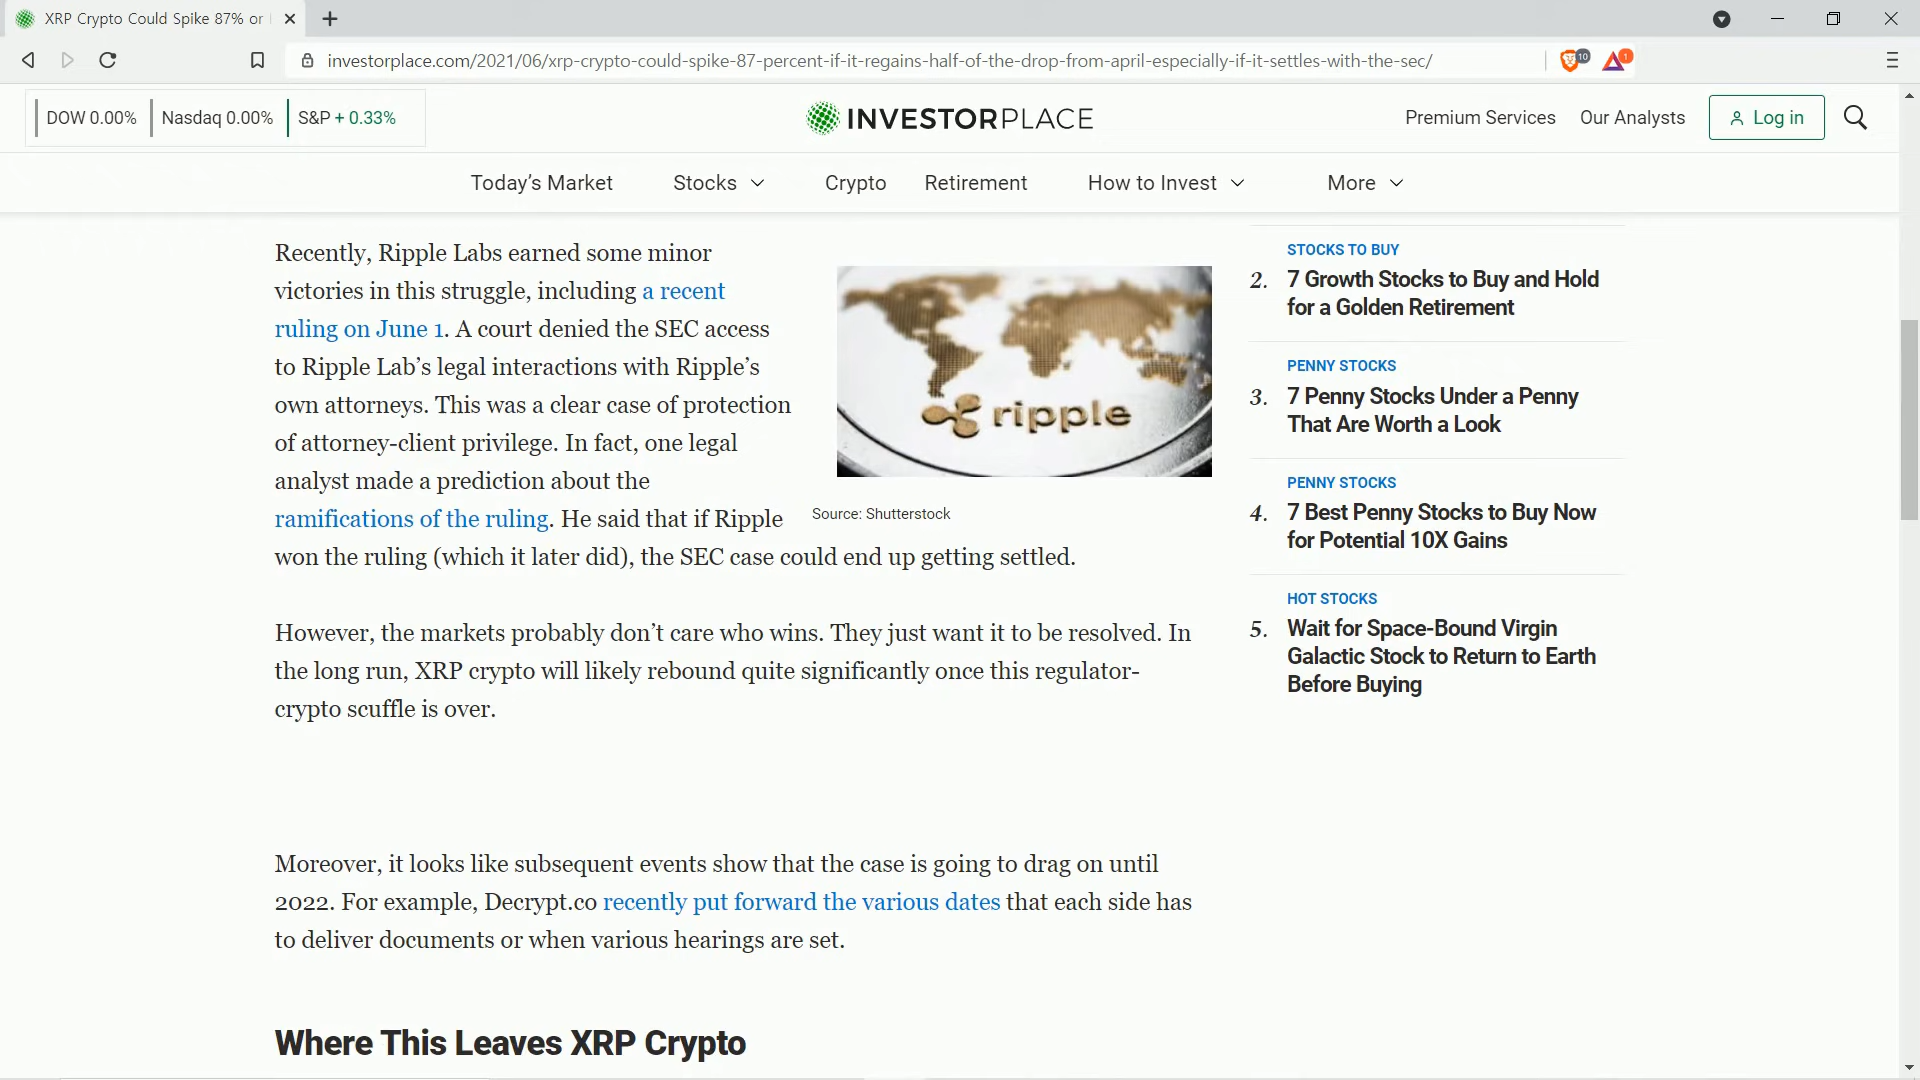 XRP Crypto Could Spike 87% or
investorplace.com/2021/06/xrp-crypto-could-spike-87-percent-if-it-regains-half-of-the-drop-from-april-especially-if-it-settles-with-the-sec/
10
1
DOW 0.00%
Nasdaq 0.00%
S&P + 0.33%
INVESTORPLACE
Premium Services
Our Analysts
Log in
Today’s Market
Stocks
Crypto
Retirement
How to Invest
More
Recently, Ripple Labs earned some minor
victories in this struggle, including a recent
ruling on June 1. A court denied the SEC access
to Ripple Lab’s legal interactions with Ripple’s
own attorneys. This was a clear case of protection
of attorney-client privilege. In fact, one legal
analyst made a prediction about the
ramifications of the ruling. He said that if Ripple
won the ruling (which it later did), the SEC case could end up getting settled.
ripple
Source: Shutterstock
However, the markets probably don’t care who wins. They just want it to be resolved. In
the long run, XRP crypto will likely rebound quite significantly once this regulator-
crypto scuffle is over.
Moreover, it looks like subsequent events show that the case is going to drag on until
2022. For example, Decrypt.co recently put forward the various dates that each side has
to deliver documents or when various hearings are set.
Where This Leaves XRP Crypto
STOCKS TO BUY
2. 7 Growth Stocks to Buy and Hold
for a Golden Retirement
PENNY STOCKS
3. 7 Penny Stocks Under a Penny
That Are Worth a Look
PENNY STOCKS
4. 7 Best Penny Stocks to Buy Now
for Potential 10X Gains
HOT STOCKS
5. Wait for Space-Bound Virgin
Galactic Stock to Return to Earth
Before Buying